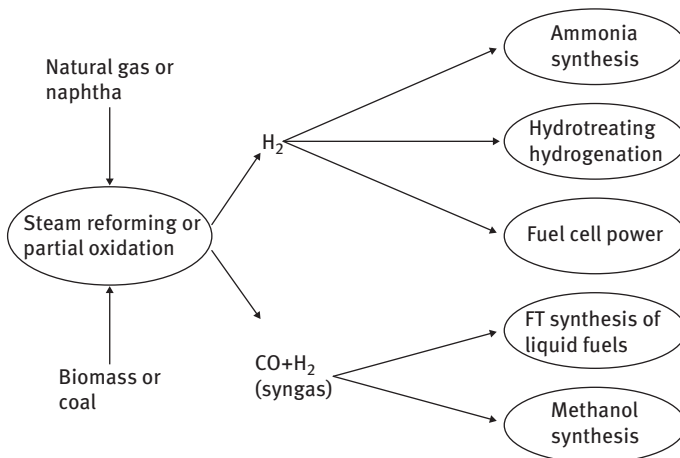 Natural gas or
naphtha
Steam reforming or
partial oxidation
Biomass or
coal
H₂
CO+H₂
(syngas)
Ammonia
synthesis
Hydrotreating
hydrogenation
Fuel cell power
FT synthesis of
liquid fuels
Methanol
synthesis